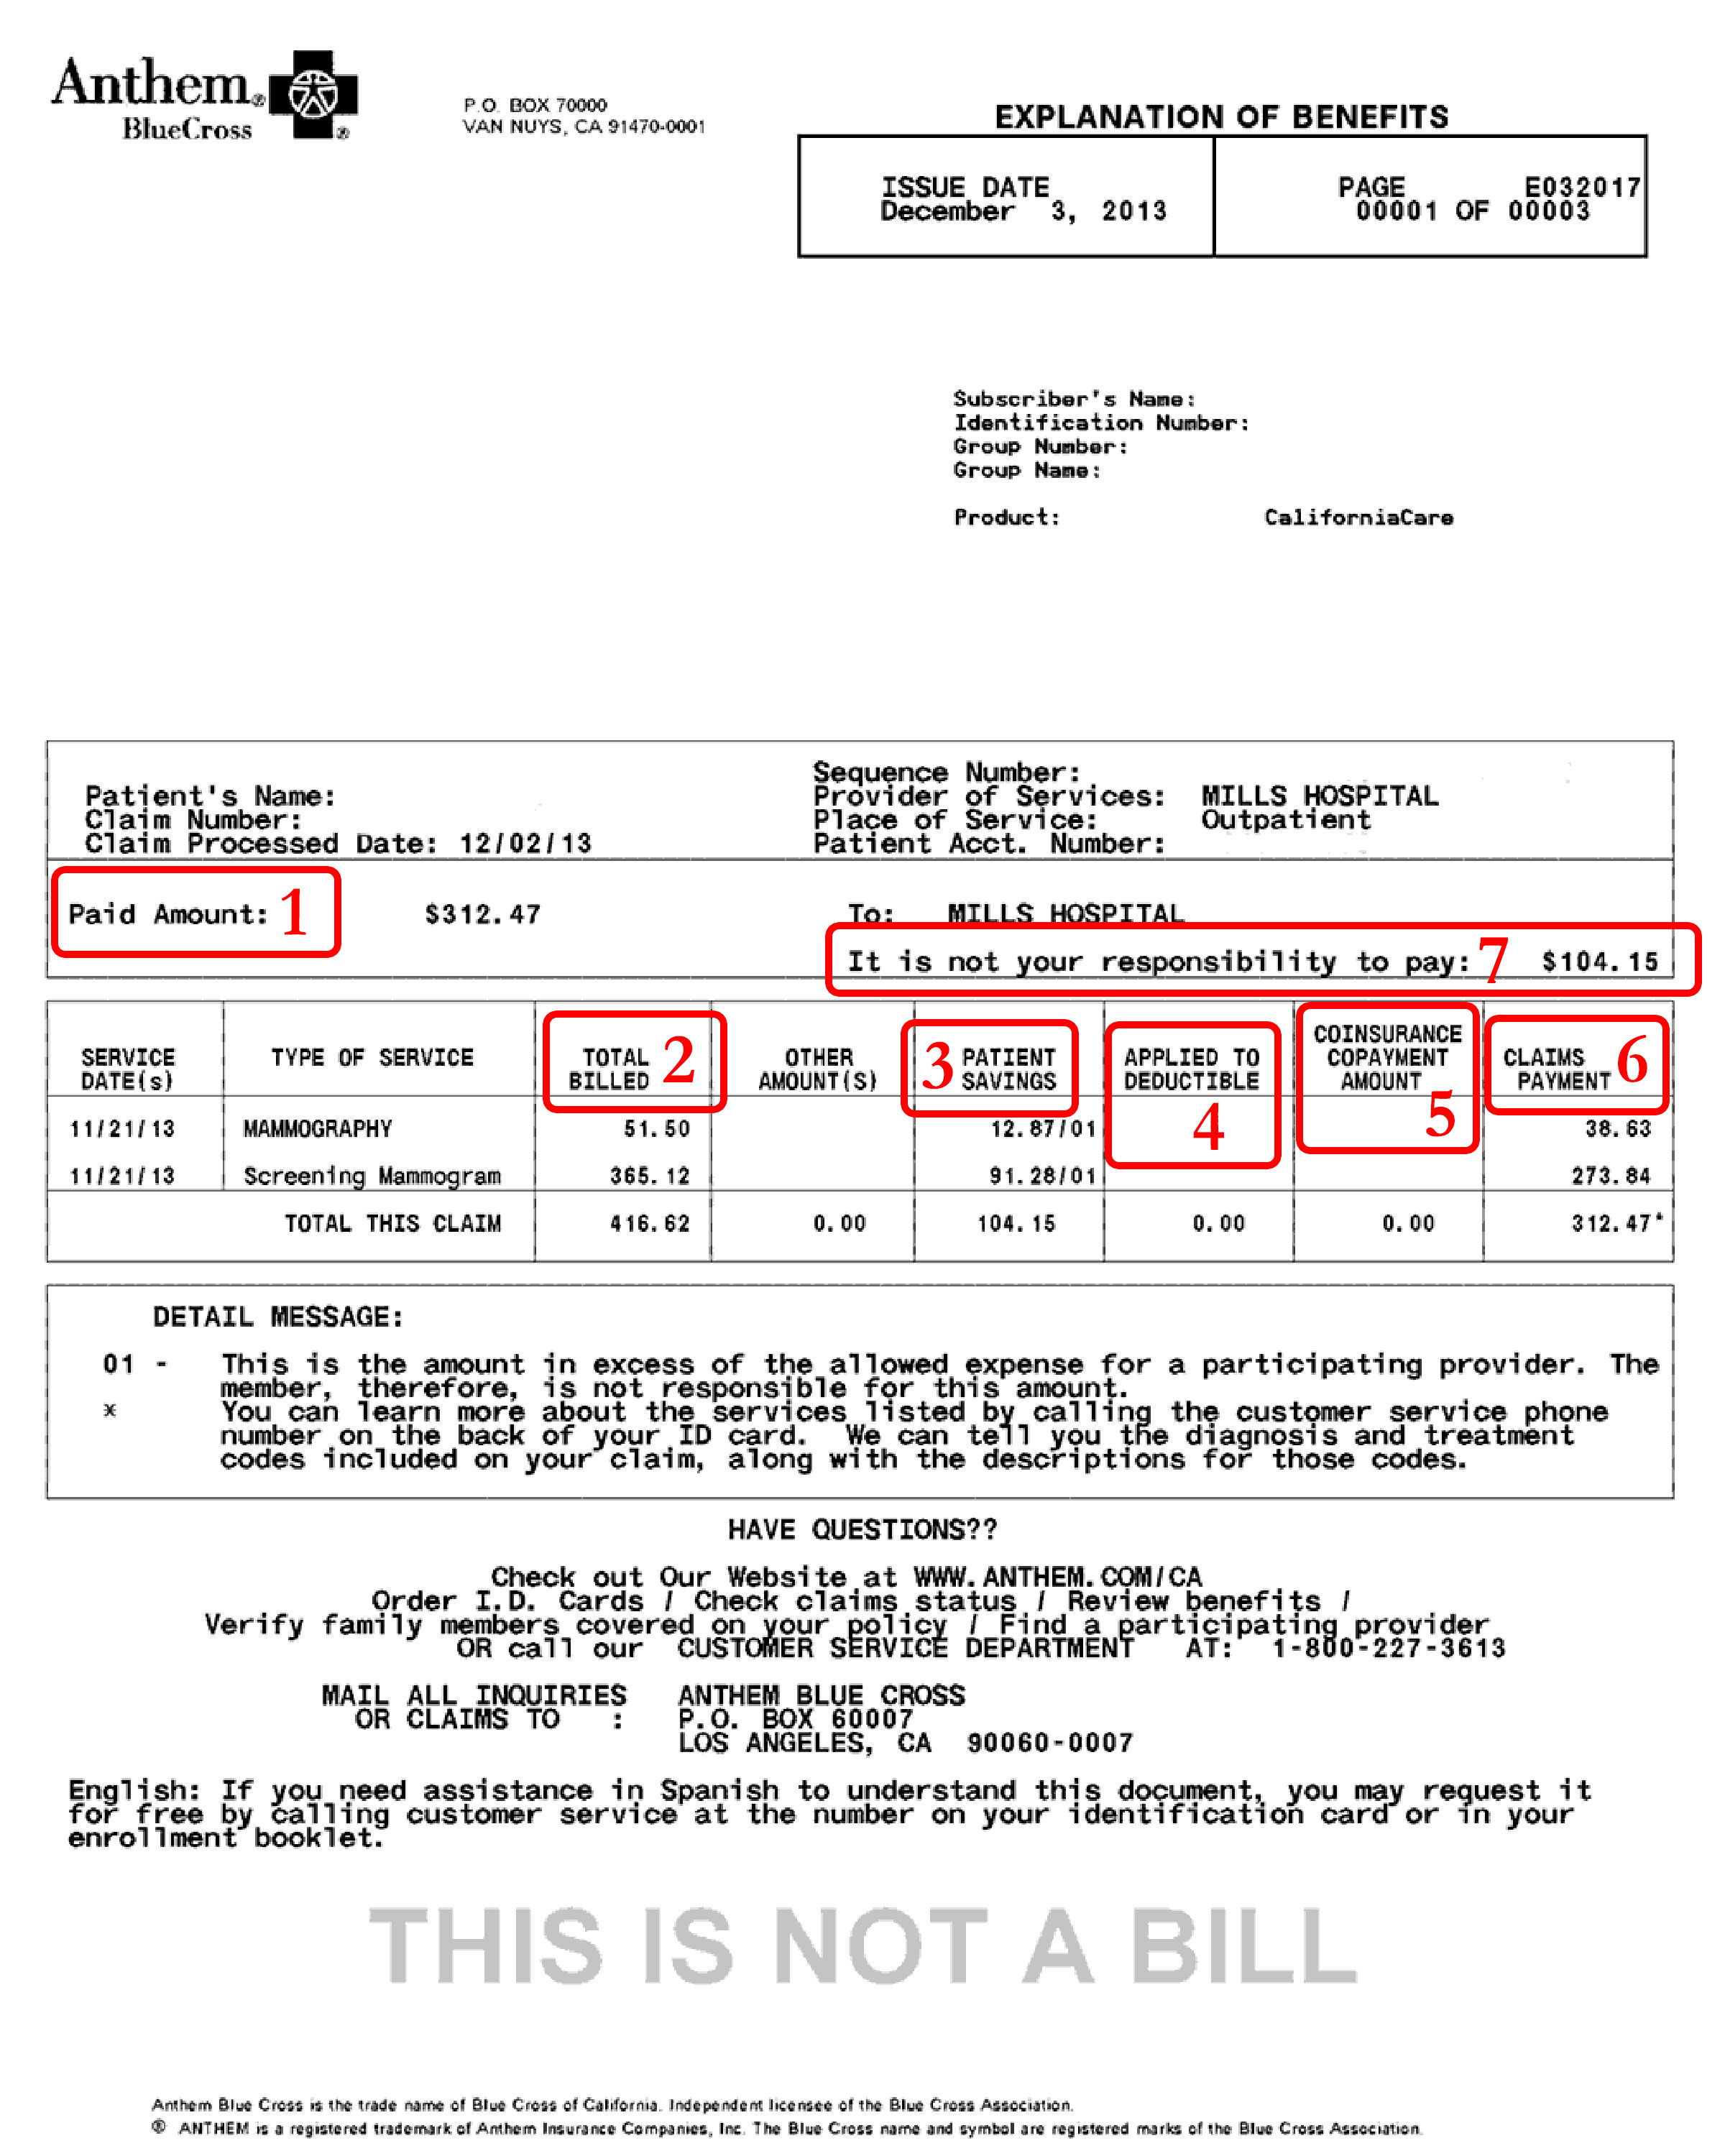 Anthem®
BlueCross ®
P.O. BOX 70000
VAN NUYS, CA 91470-0001
EXPLANATION OF BENEFITS
ISSUE DATE
December 3, 2013
PAGE E032017
00001 OF 00003
Subscriber's Name:
Identification Number:
Group Number:
Group Name:
Product: CaliforniaCare
Patient's Name:
Claim Number:
Claim Processed Date: 12/02/13
Sequence Number:
Provider of Services: MILLS HOSPITAL
Place of Service: Outpatient
Patient Acct. Number:
Paid Amount: 1 $312.47 To: MILLS HOSPITAL
It is not your responsibility to pay: 7 $104.15
SERVICE DATE(s)
TYPE OF SERVICE
TOTAL BILLED 2
OTHER AMOUNT(S)
3 PATIENT SAVINGS
APPLIED TO DEDUCTIBLE 4
COINSURANCE COPAYMENT AMOUNT 5
CLAIMS PAYMENT 6
11/21/13 MAMMOGRAPHY 51.50 12.87/01 38.63
11/21/13 Screening Mammogram 365.12 91.28/01 273.84
TOTAL THIS CLAIM 416.62 0.00 104.15 0.00 0.00 312.47*
DETAIL MESSAGE:
01 - This is the amount in excess of the allowed expense for a participating provider. The
member, therefore, is not responsible for this amount.
* You can learn more about the services listed by calling the customer service phone
number on the back of your ID card. We can tell you the diagnosis and treatment
codes included on your claim, along with the descriptions for those codes.
HAVE QUESTIONS??
Check out Our Website at WWW.ANTHEM.COM/CA
Order I.D. Cards / Check claims status / Review benefits /
Verify family members covered on your policy / Find a participating provider
OR call our CUSTOMER SERVICE DEPARTMENT AT: 1-800-227-3613
MAIL ALL INQUIRIES ANTHEM BLUE CROSS
OR CLAIMS TO : P.O. BOX 60007
LOS ANGELES, CA 90060-0007
English: If you need assistance in Spanish to understand this document, you may request it
for free by calling customer service at the number on your identification card or in your
enrollment booklet.
THIS IS NOT A BILL
Anthem Blue Cross is the trade name of Blue Cross of California. Independent licensee of the Blue Cross Association.
® ANTHEM is a registered trademark of Anthem Insurance Companies, Inc. The Blue Cross name and symbol are registered marks of the Blue Cross Association.